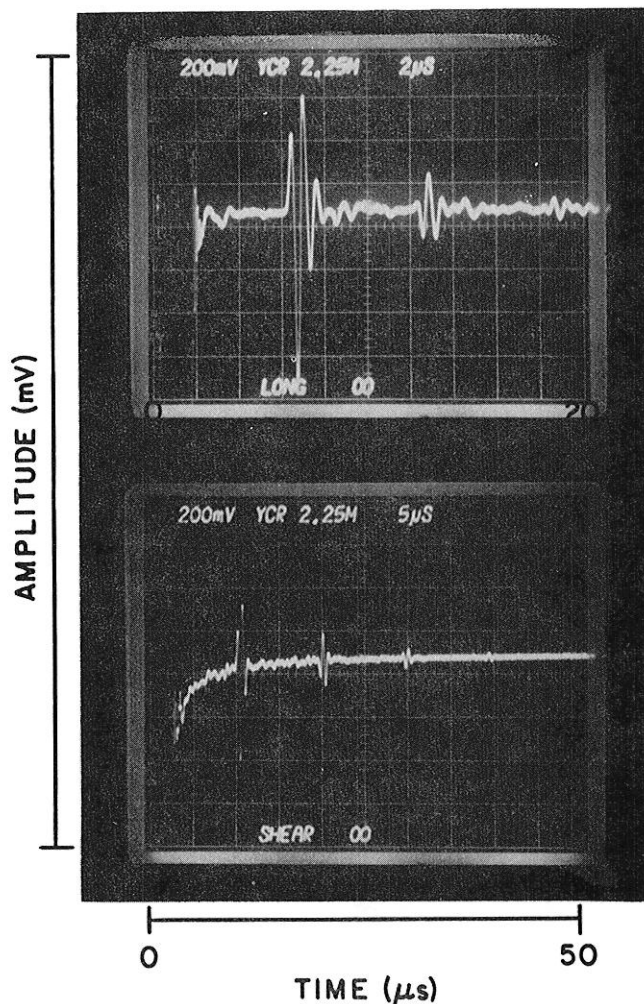 200mV YCR 2.25M 2µS
LONG 00
0 20
200mV YCR 2.25M 5µS
SHEAR 00
AMPLITUDE (mV)
0 50
TIME (µs)